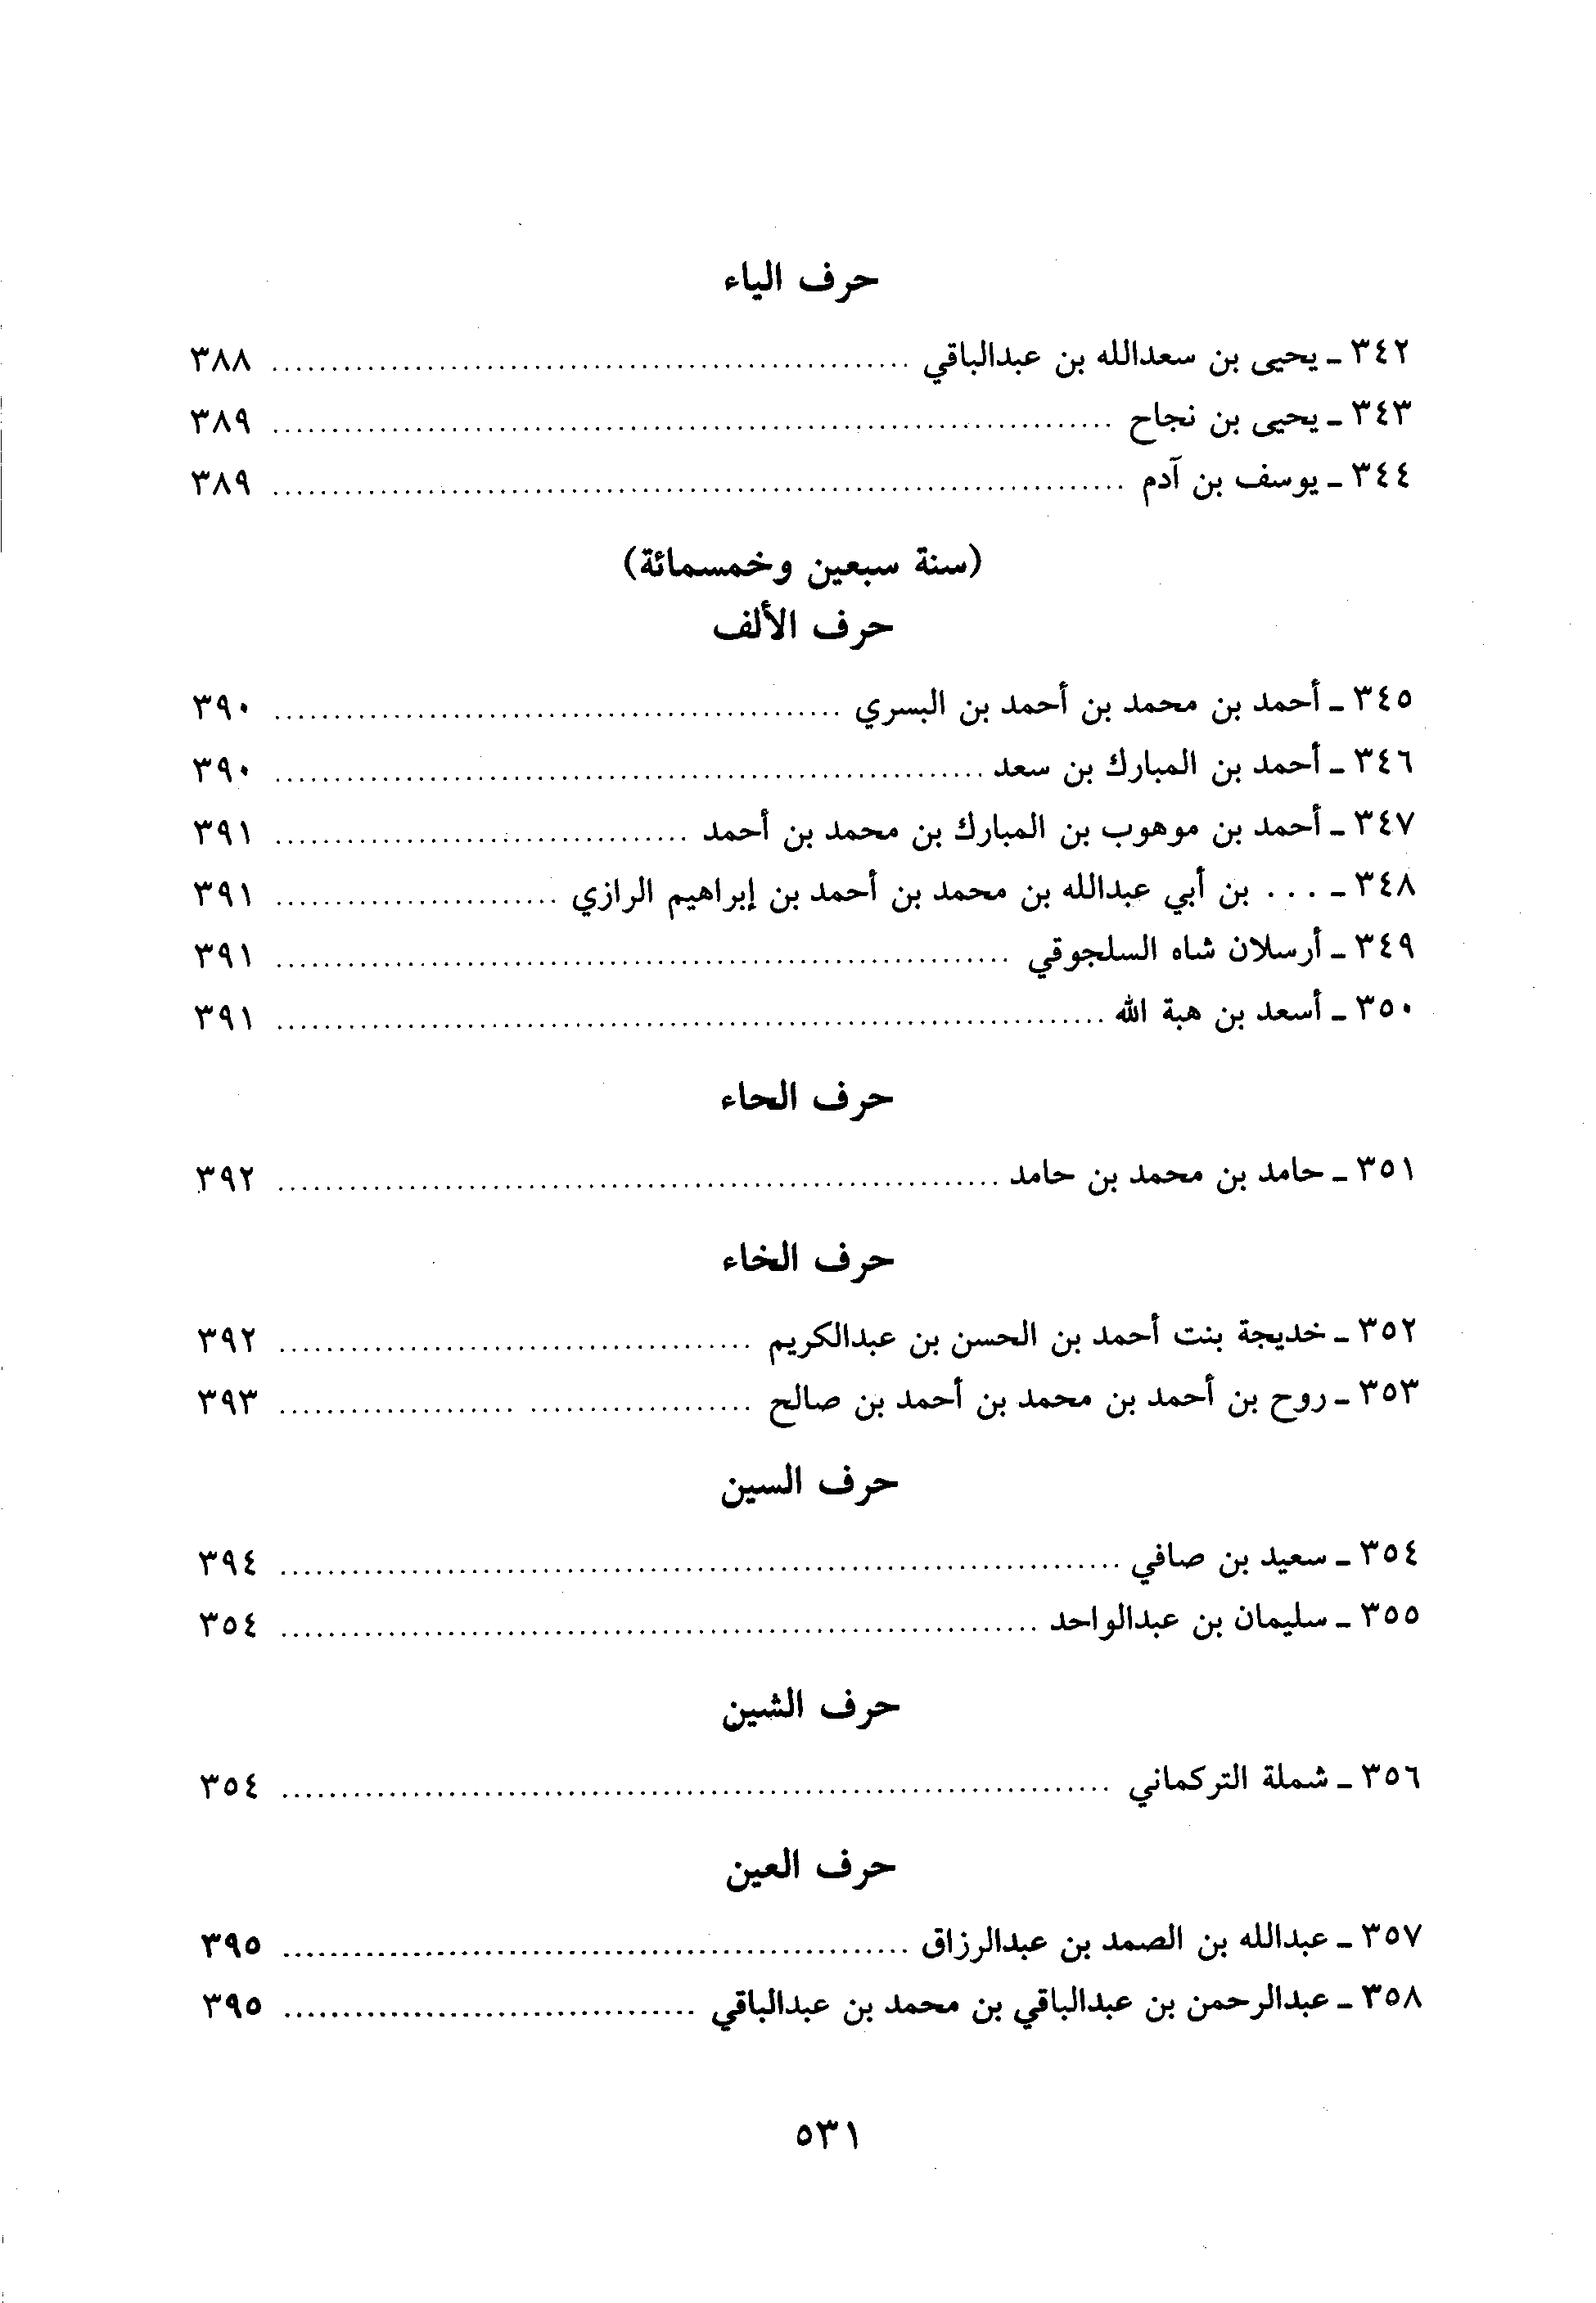 حرف الياء
٣٤٢ ـ يحيى بن سعدالله بن عبدالباقي ................................ ٣٨٨
٣٤٣ ـ يحيى بن نجاح ................................ ٣٨٩
٣٤٤ ـ يوسف بن آدم ................................ ٣٨٩
(سنة سبعين وخمسمائة)
حرف الألف
٣٤٥ ـ أحمد بن محمد بن أحمد بن البسري ................................ ٣٩٠
٣٤٦ ـ أحمد بن المبارك بن سعد ................................ ٣٩٠
٣٤٧ ـ أحمد بن موهوب بن المبارك بن محمد بن أحمد ................................ ٣٩١
٣٤٨ ـ . . . بن أبي عبدالله بن محمد بن أحمد بن إبراهيم الرازي ................................ ٣٩١
٣٤٩ ـ أرسلان شاه السلجوقي ................................ ٣٩١
٣٥٠ ـ أسعد بن هبة الله ................................ ٣٩١
حرف الحاء
٣٥١ ـ حامد بن محمد بن حامد ................................ ٣٩٢
حرف الخاء
٣٥٢ ـ خديجة بنت أحمد بن الحسن بن عبدالكريم ................................ ٣٩٢
٣٥٣ ـ روح بن أحمد بن محمد بن أحمد بن صالح ................................ ٣٩٣
حرف السين
٣٥٤ ـ سعيد بن صافي ................................ ٣٩٤
٣٥٥ ـ سليمان بن عبدالواحد ................................ ٣٥٤
حرف الشين
٣٥٦ ـ شملة التركماني ................................ ٣٥٤
حرف العين
٣٥٧ ـ عبدالله بن الصمد بن عبدالرزاق ................................ ٣٩٥
٣٥٨ ـ عبدالرحمن بن عبدالباقي بن محمد بن عبدالباقي ................................ ٣٩٥
٥٣١